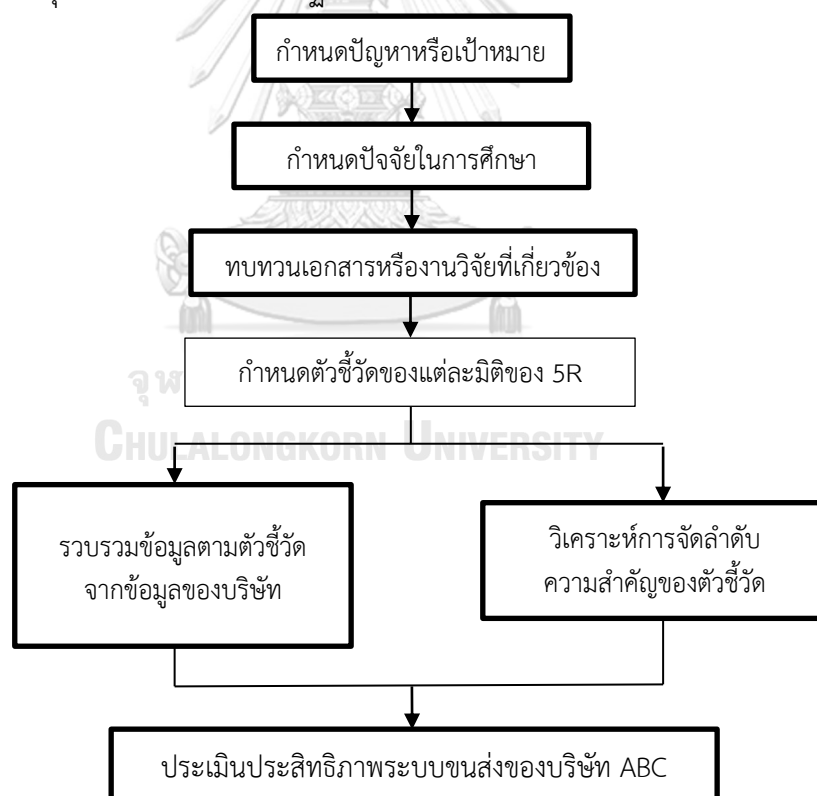 กำหนดปัญหาหรือเป้าหมาย
กำหนดปัจจัยในการศึกษา
ทบทวนเอกสารหรืองานวิจัยที่เกี่ยวข้อง
กำหนดตัวชี้วัดของแต่ละมิติของ 5R
CHULALONGKORN UNIVERSITY
รวบรวมข้อมูลตามตัวชี้วัด
จากข้อมูลของบริษัท
วิเคราะห์การจัดลำดับ
ความสำคัญของตัวชี้วัด
ประเมินประสิทธิภาพระบบขนส่งของบริษัท ABC